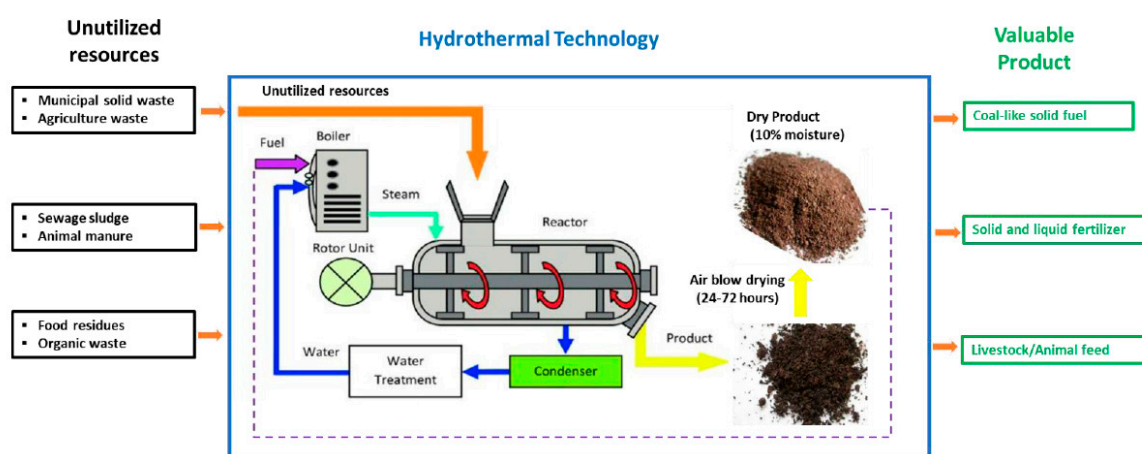 Unutilized
resources
Hydrothermal Technology
Valuable
Product
▪ Municipal solid waste
▪ Agriculture waste
▪ Sewage sludge
▪ Animal manure
▪ Food residues
▪ Organic waste
Unutilized resources
Fuel
Boiler
Steam
Reactor
Rotor Unit
Water
Water
Treatment
Condenser
Product
Dry Product
(10% moisture)
Air blow drying
(24-72 hours)
Coal-like solid fuel
Solid and liquid fertilizer
Livestock/Animal feed